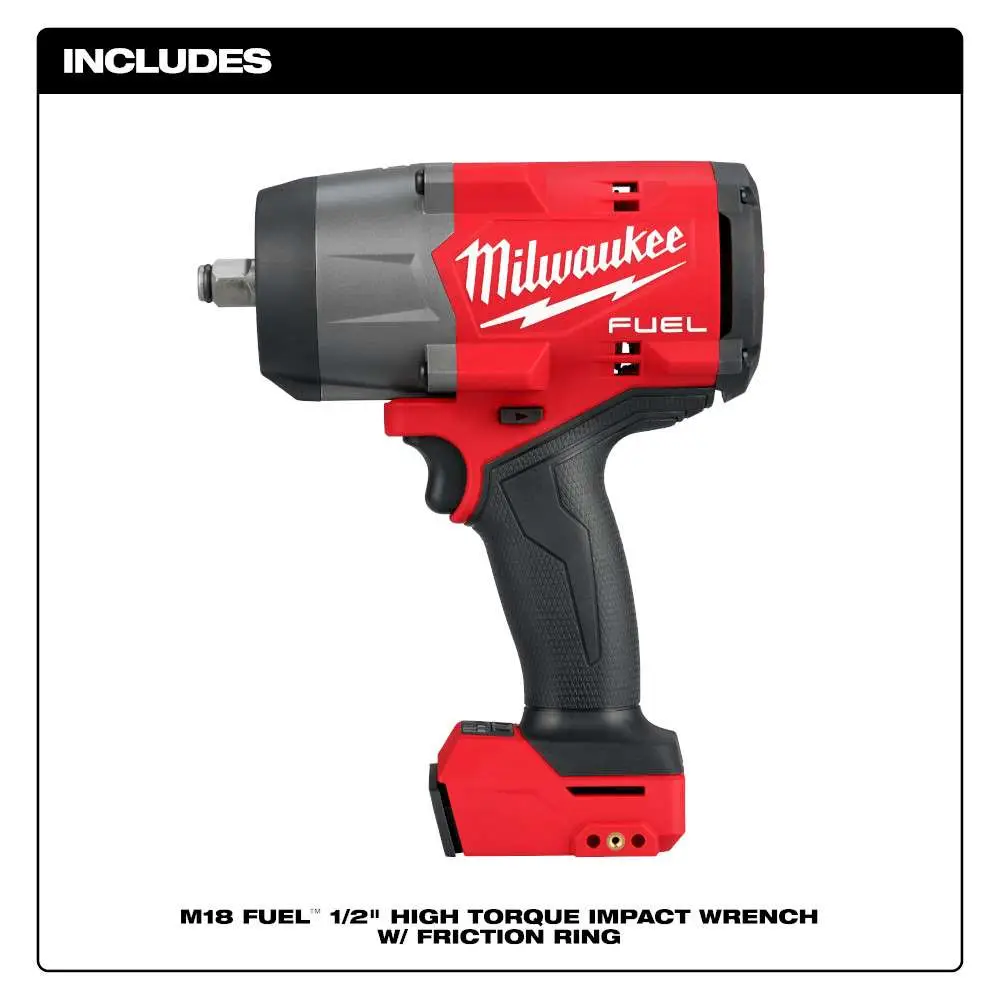 INCLUDES
Milwaukee
FUEL
M18 FUEL™ 1/2" HIGH TORQUE IMPACT WRENCH
W/ FRICTION RING